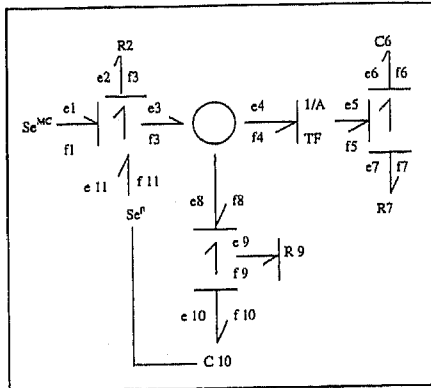 R2
C6
e2 f3
e6 f6
e1 e3 e4 1/A e5
Se^MC
f1 f3 f4 TF f5
e7 f7
e 11 f 11
R7
Se^n
e8 f8
e 9
R 9
f 9
e 10 f 10
C 10